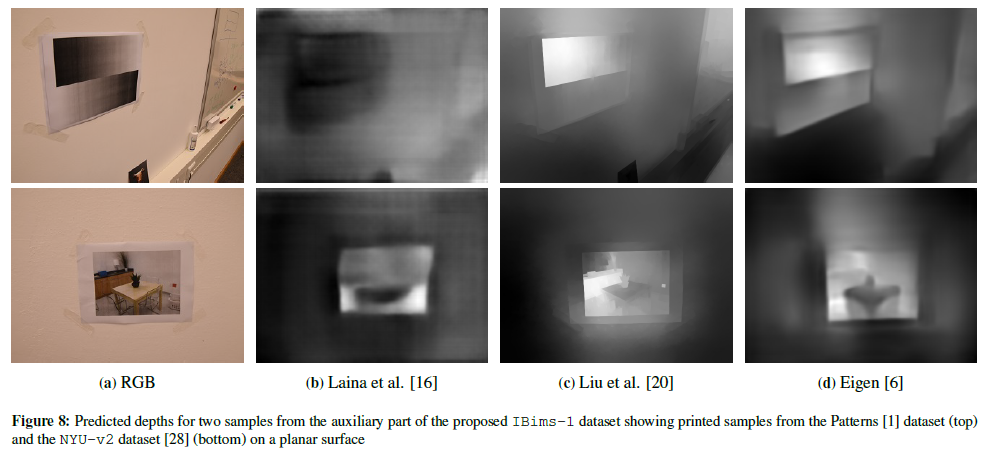 (a) RGB
(b) Laina et al. [16]
(c) Liu et al. [20]
(d) Eigen [6]
Figure 8: Predicted depths for two samples from the auxiliary part of the proposed IBims-1 dataset showing printed samples from the Patterns [1] dataset (top)
and the NYU-v2 dataset [28] (bottom) on a planar surface